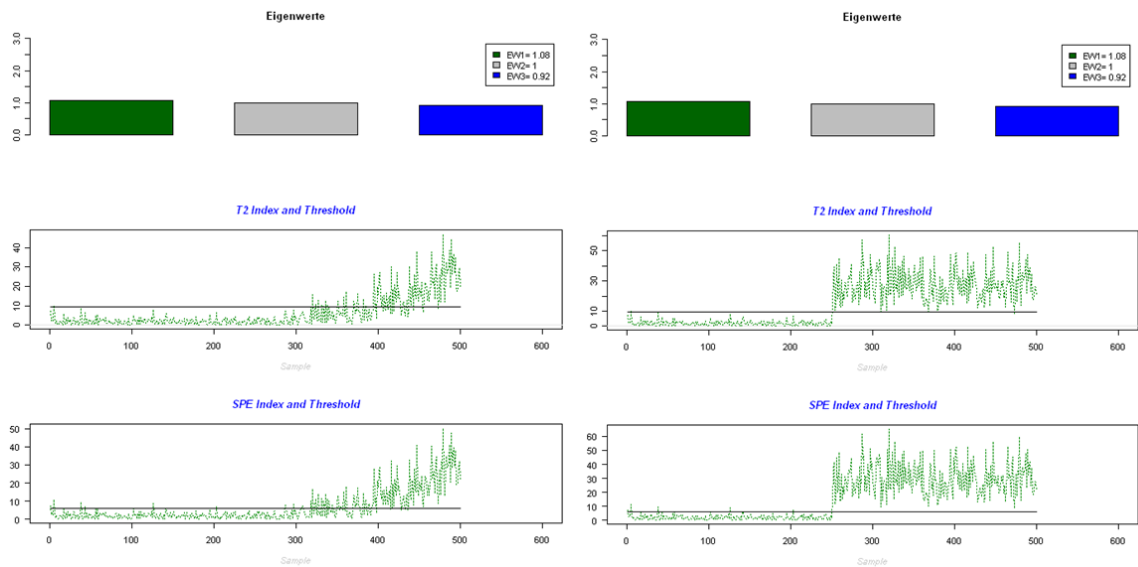 Eigenwerte
0.0 1.0 2.0 3.0
EW1= 1.08
EW2= 1
EW3= 0.92
T2 Index and Threshold
0 10 20 30 40
0 100 200 300 400 500 600
Sample
SPE Index and Threshold
0 10 20 30 40 50
0 100 200 300 400 500 600
Sample
Eigenwerte
0.0 1.0 2.0 3.0
EW1= 1.08
EW2= 1
EW3= 0.92
T2 Index and Threshold
0 10 30 50
0 100 200 300 400 500 600
Sample
SPE Index and Threshold
0 10 20 30 40 50 60
0 100 200 300 400 500 600
Sample